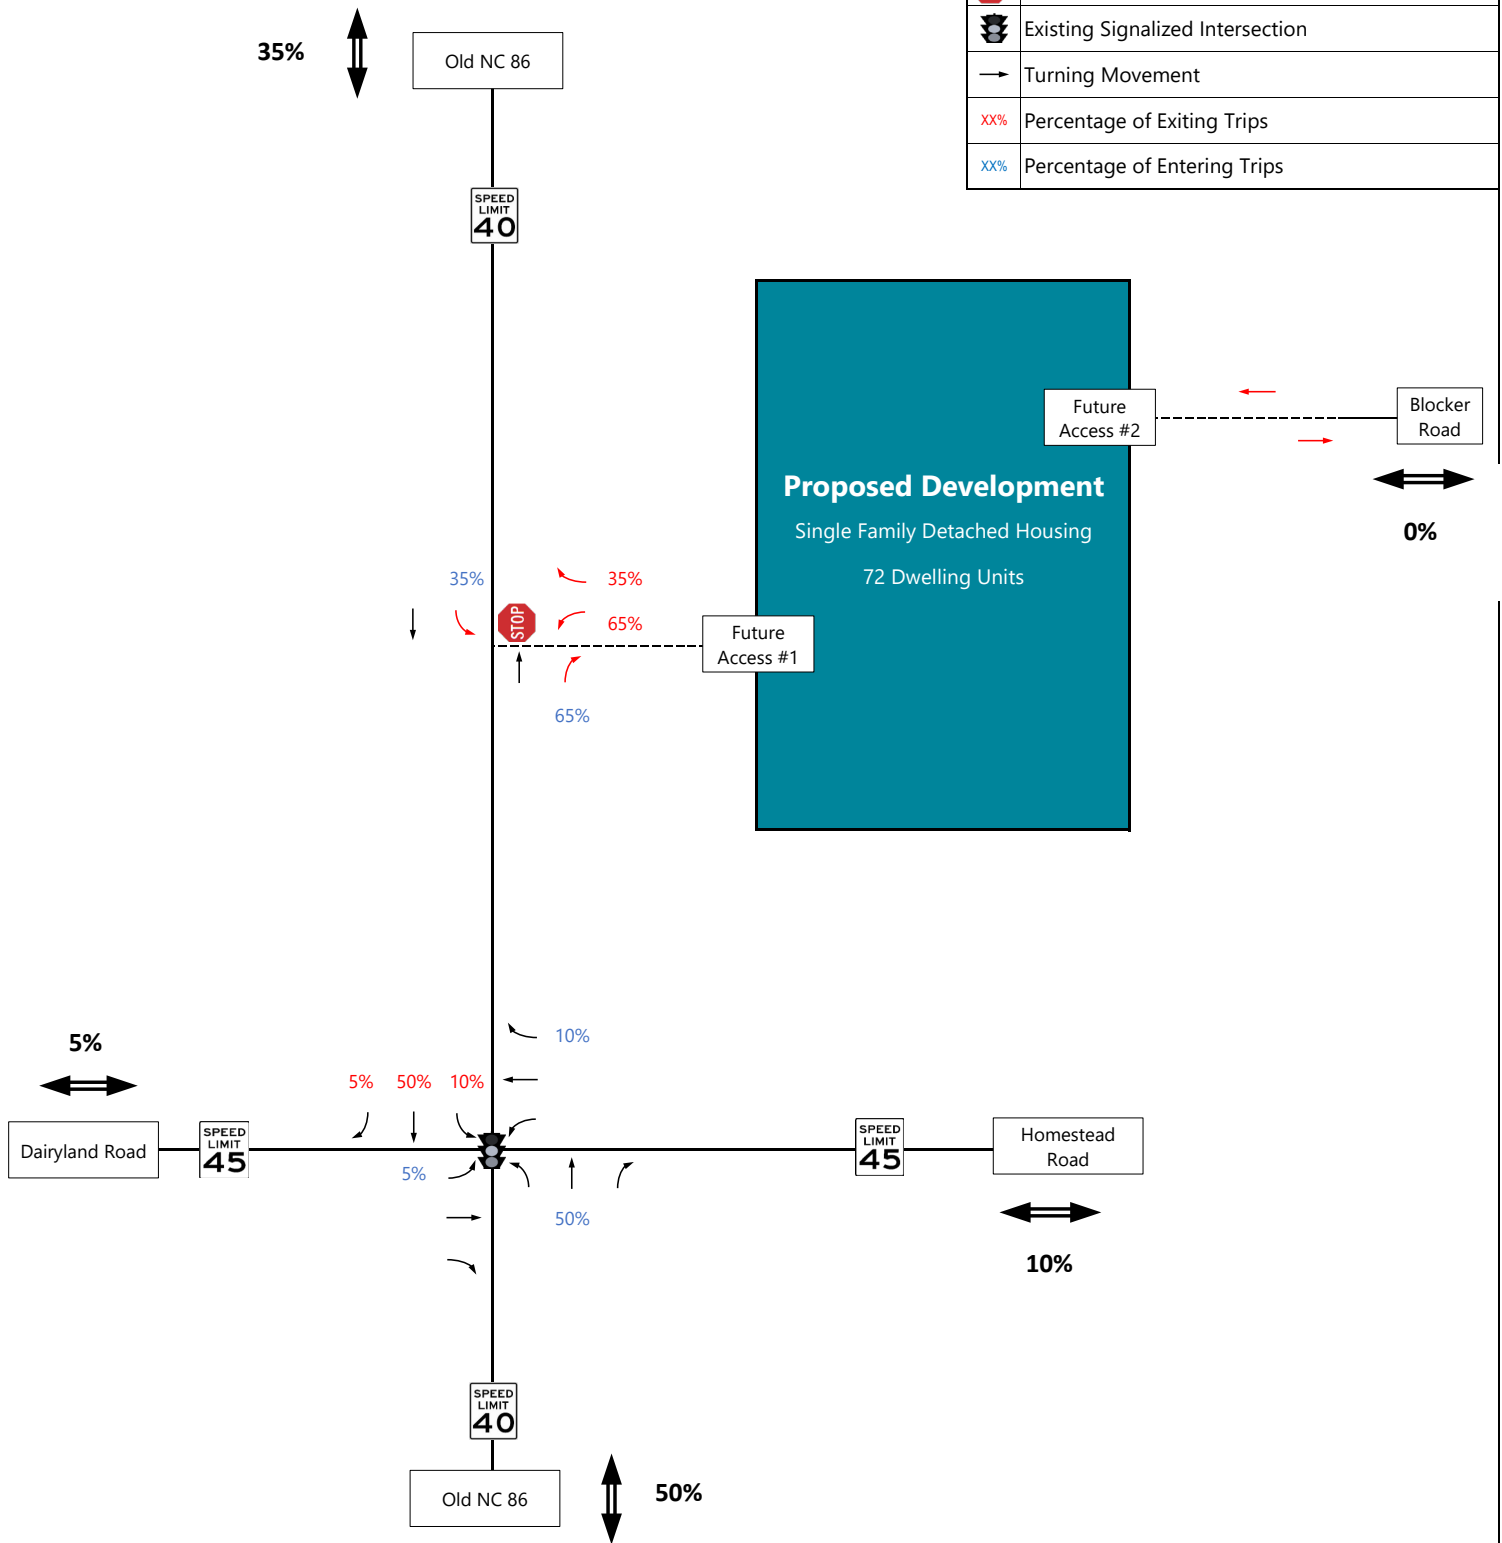 35%
Old NC 86
Existing Signalized Intersection
Turning Movement
XX% Percentage of Exiting Trips
XX% Percentage of Entering Trips
SPEED
LIMIT
40
Future
Access #2
Blocker
Road
0%
Proposed Development
Single Family Detached Housing
72 Dwelling Units
35%
35%
STOP
65%
Future
Access #1
65%
10%
5%
5% 50% 10%
Dairyland Road
SPEED
LIMIT
45
SPEED
LIMIT
45
Homestead
Road
5%
50%
10%
SPEED
LIMIT
40
Old NC 86
50%